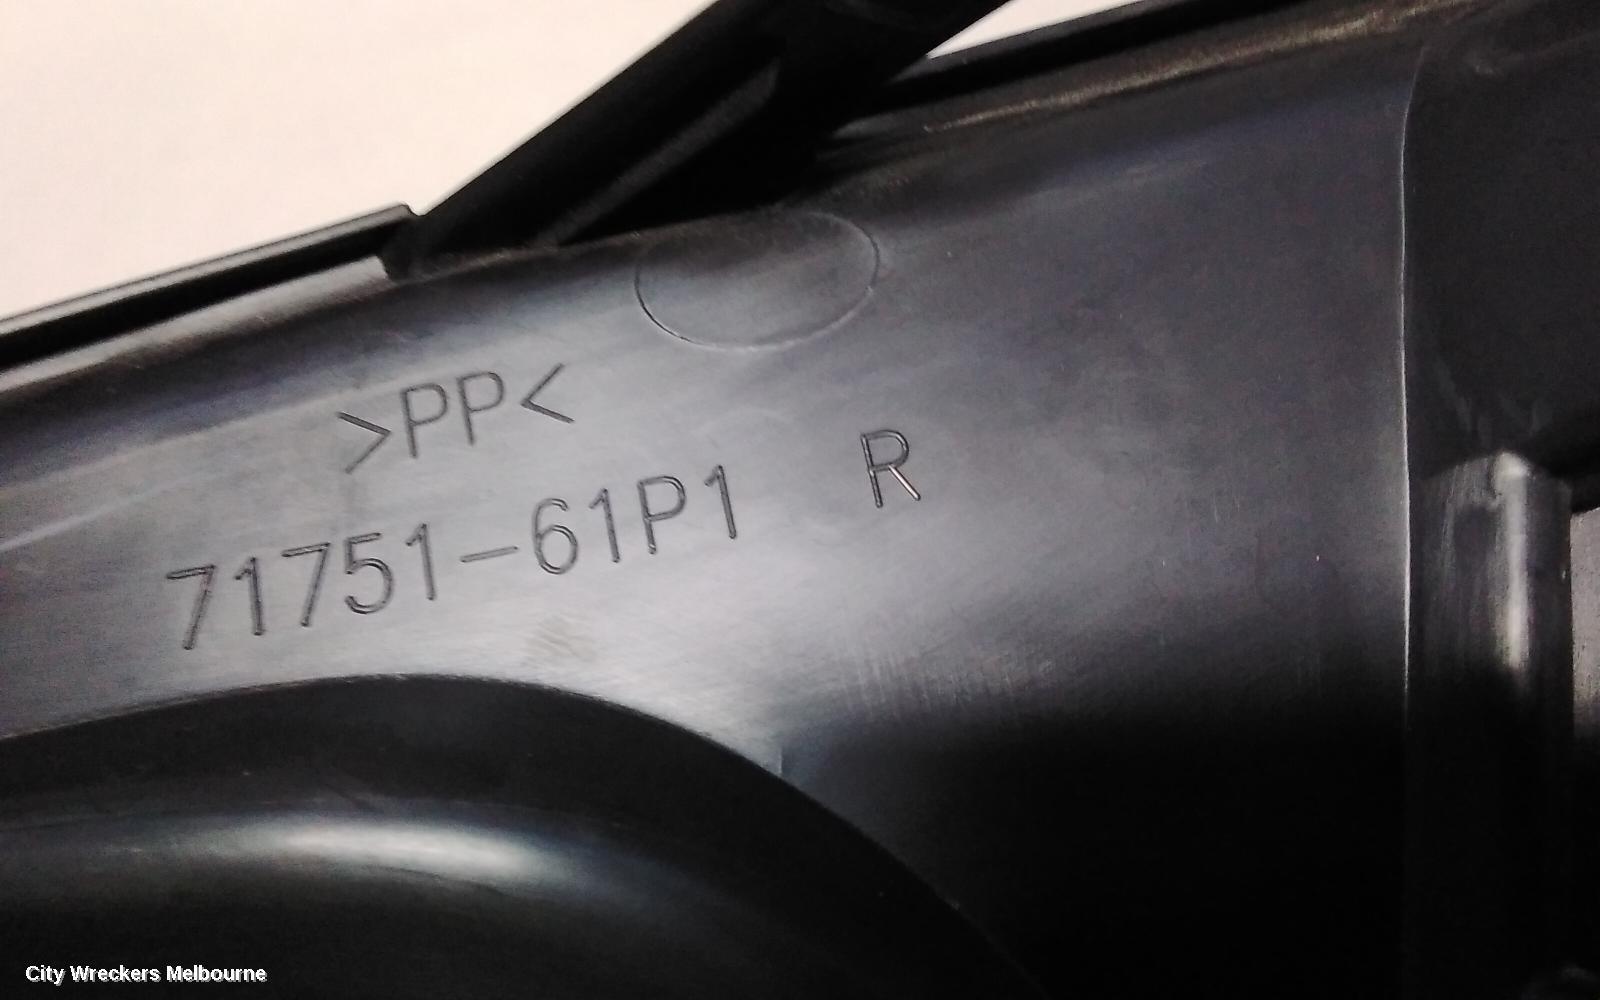 >PP<
71751-61P1 R
City Wreckers Melbourne